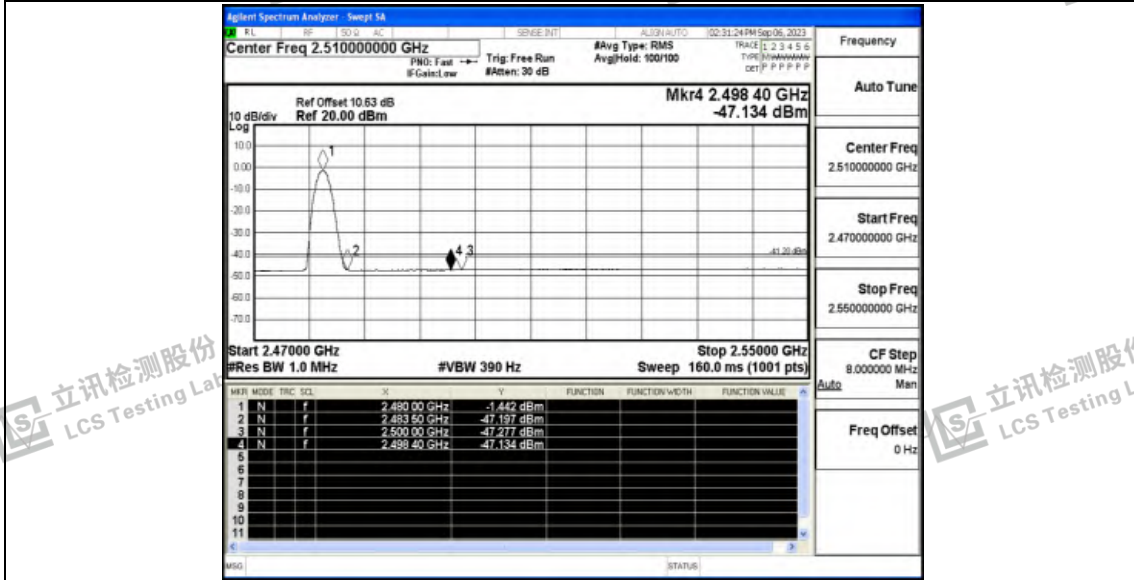 Agilent Spectrum Analyzer - Swept SA
RL RF 50 Ω AC SENSE:INT ALIGN AUTO 02:31:24 PM Sep 06, 2023
Center Freq 2.510000000 GHz
PNO: Fast
IFGain:Low
Trig: Free Run
#Atten: 30 dB
#Avg Type: RMS
Avg|Hold: 100/100
TRACE 1 2 3 4 5 6
TYPE
DET P P P P P P
Mkr4 2.498 40 GHz
-47.134 dBm
Ref Offset 10.63 dB
10 dB/div Ref 20.00 dBm
Log
10.0
0.00
-10.0
-20.0
-30.0
-40.0
-50.0
-60.0
-70.0
1
2
4 3
-41.20 dBm
Start 2.47000 GHz Stop 2.55000 GHz
#Res BW 1.0 MHz #VBW 390 Hz Sweep 160.0 ms (1001 pts)
MKR MODE TRC SCL X Y FUNCTION FUNCTION WIDTH FUNCTION VALUE
1 N f 2.480 00 GHz -1.442 dBm
2 N f 2.483 50 GHz -47.197 dBm
3 N f 2.500 00 GHz -47.277 dBm
4 N f 2.498 40 GHz -47.134 dBm
5
6
7
8
9
10
11
MSG STATUS
Frequency
Auto Tune
Center Freq
2.510000000 GHz
Start Freq
2.470000000 GHz
Stop Freq
2.550000000 GHz
CF Step
8.000000 MHz
Auto Man
Freq Offset
0 Hz
立讯检测股份
LCS Testing Lab
立讯检测股份
LCS Testing L